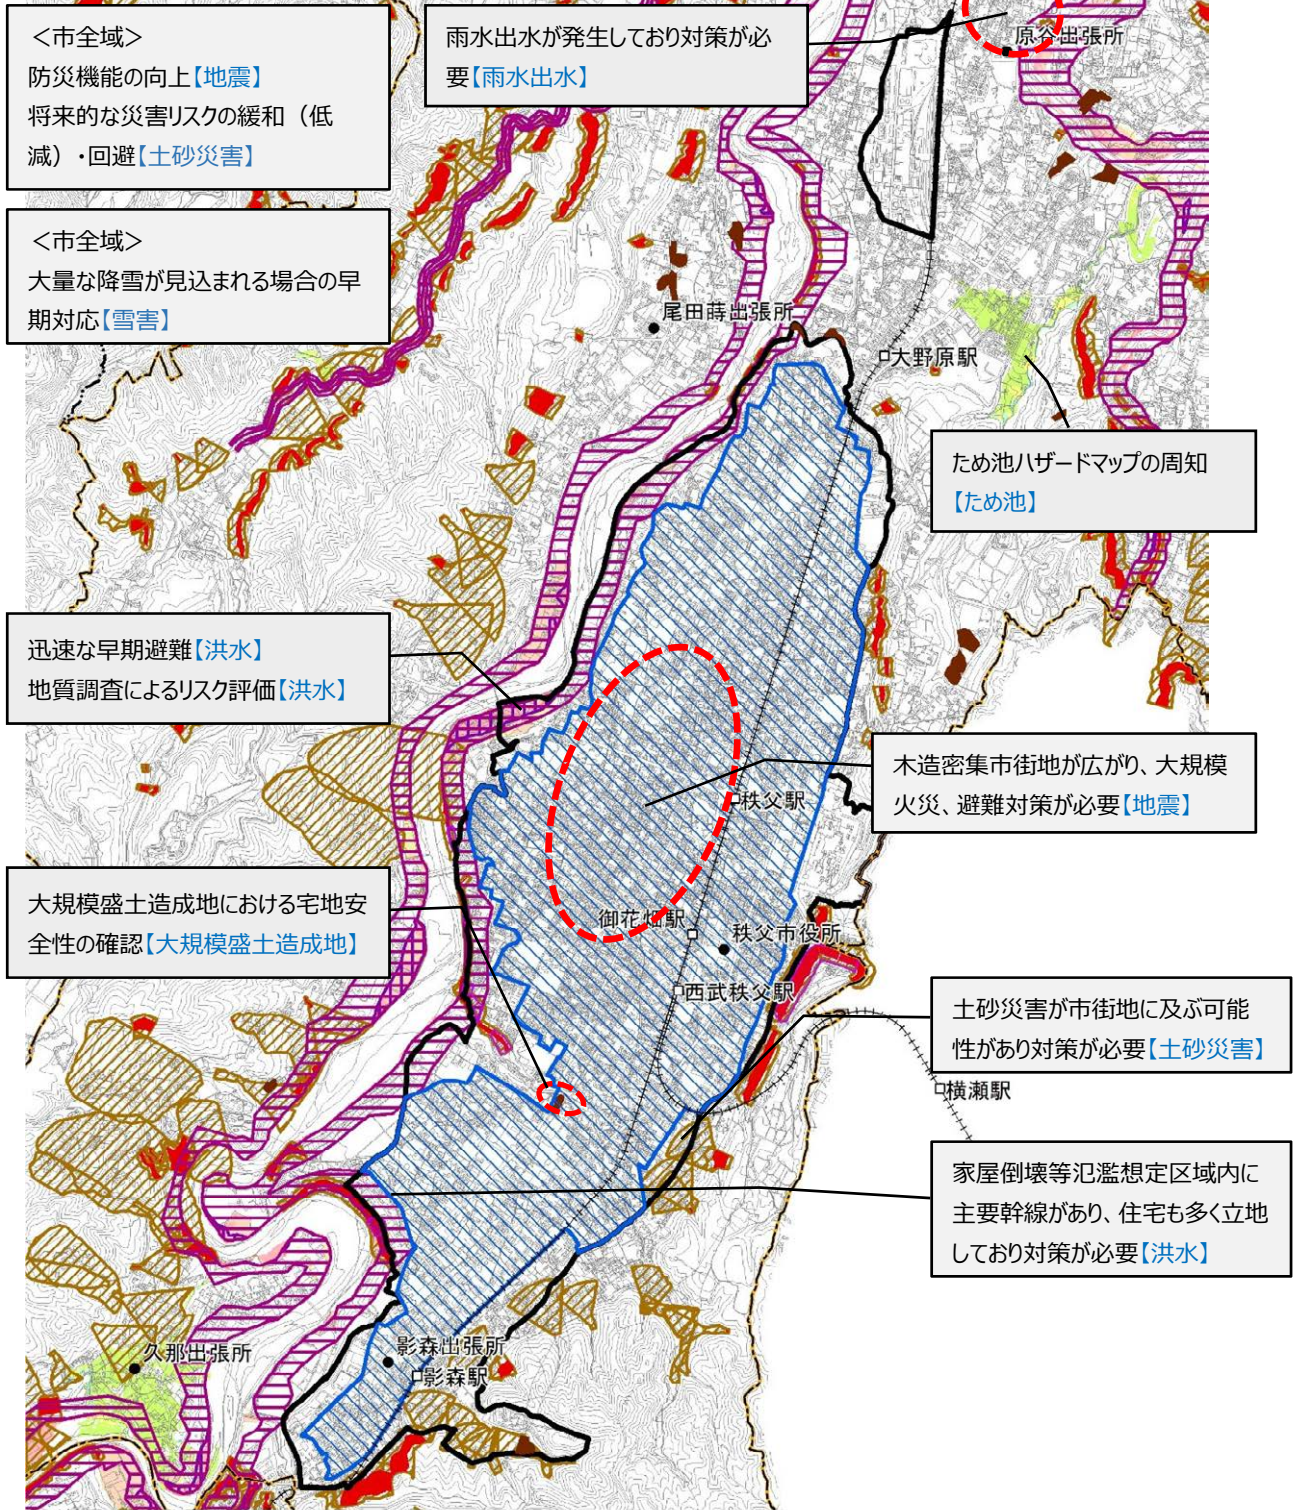 <市全域>
防災機能の向上【地震】
将来的な災害リスクの緩和（低
減）・回避【土砂災害】
雨水出水が発生しており対策が必
要【雨水出水】
原谷出張所
<市全域>
大量な降雪が見込まれる場合の早
期対応【雪害】
尾田蒔出張所
大野原駅
ため池ハザードマップの周知
【ため池】
迅速な早期避難【洪水】
地質調査によるリスク評価【洪水】
木造密集市街地が広がり、大規模
火災、避難対策が必要【地震】
秩父駅
大規模盛土造成地における宅地安
全性の確認【大規模盛土造成地】
御花畑駅
秩父市役所
西武秩父駅
土砂災害が市街地に及ぶ可能
性があり対策が必要【土砂災害】
横瀬駅
家屋倒壊等氾濫想定区域内に
主要幹線があり、住宅も多く立地
しており対策が必要【洪水】
久那出張所
影森出張所
影森駅